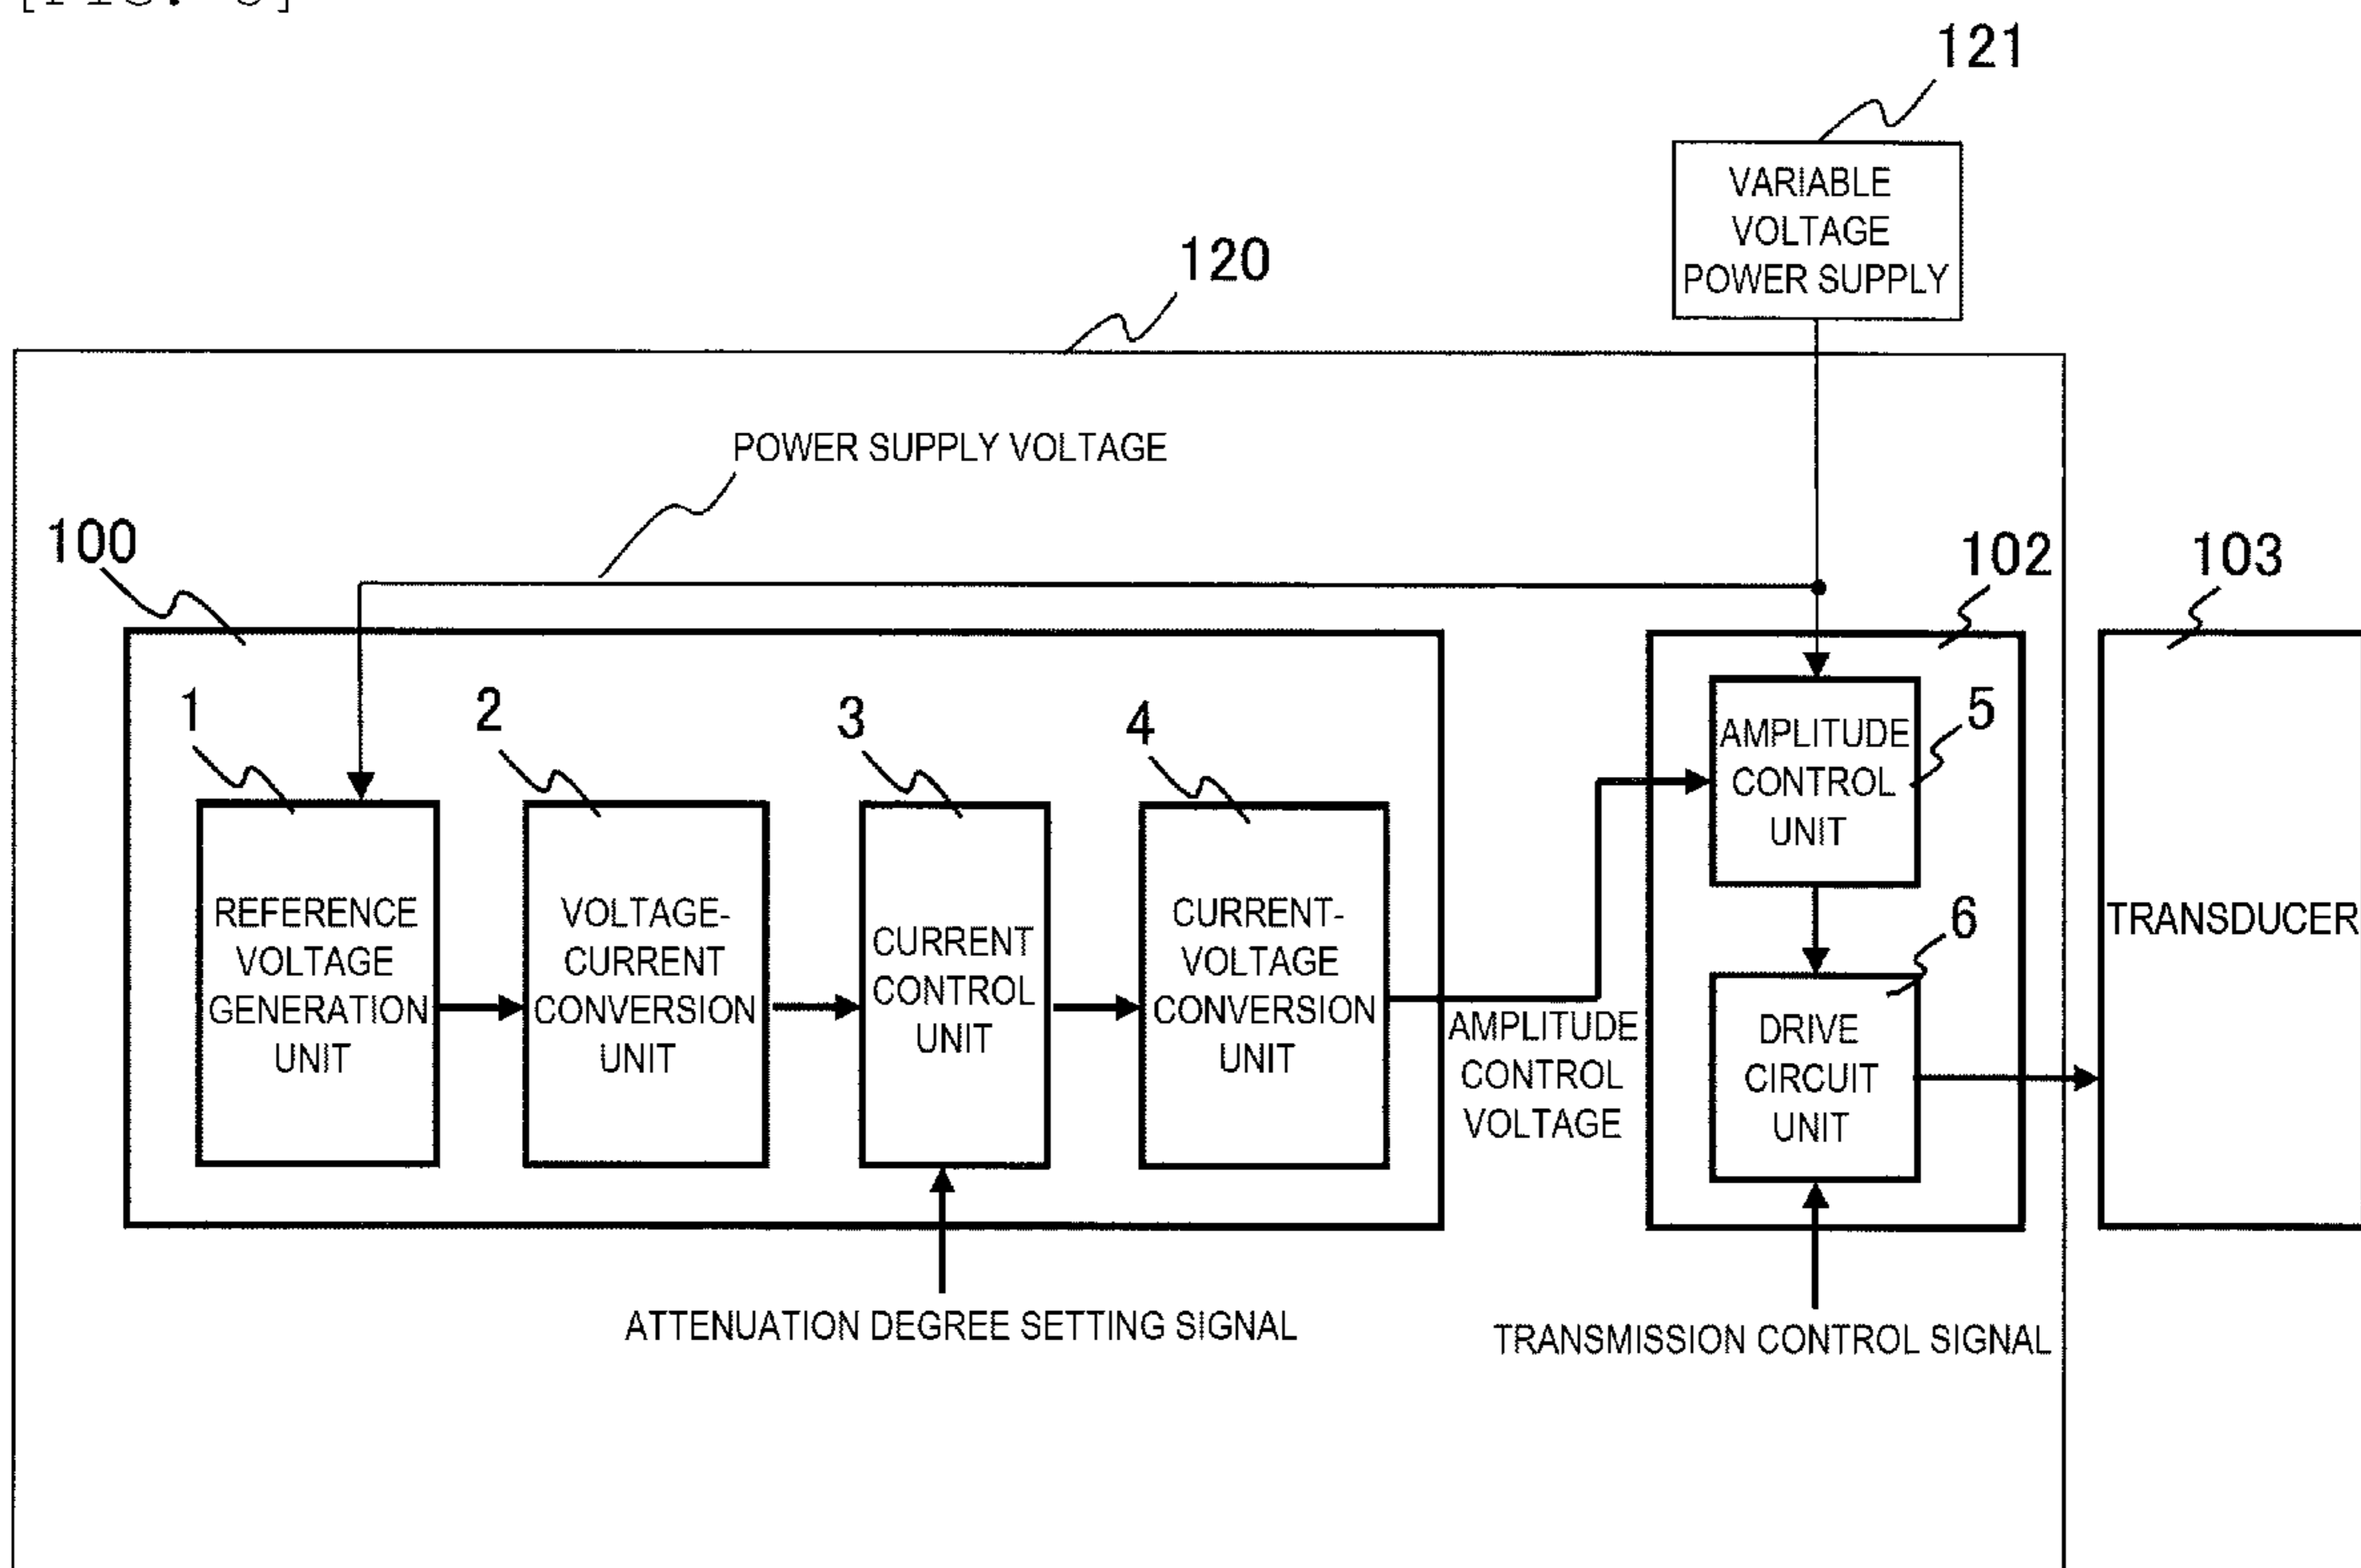 121
VARIABLE
VOLTAGE
POWER SUPPLY
120
POWER SUPPLY VOLTAGE
100
102
103
1
2
3
4
5
AMPLITUDE
CONTROL
UNIT
REFERENCE
VOLTAGE
GENERATION
UNIT
VOLTAGE-
CURRENT
CONVERSION
UNIT
CURRENT
CONTROL
UNIT
CURRENT-
VOLTAGE
CONVERSION
UNIT
AMPLITUDE
CONTROL
VOLTAGE
6
DRIVE
CIRCUIT
UNIT
TRANSDUCER
ATTENUATION DEGREE SETTING SIGNAL
TRANSMISSION CONTROL SIGNAL